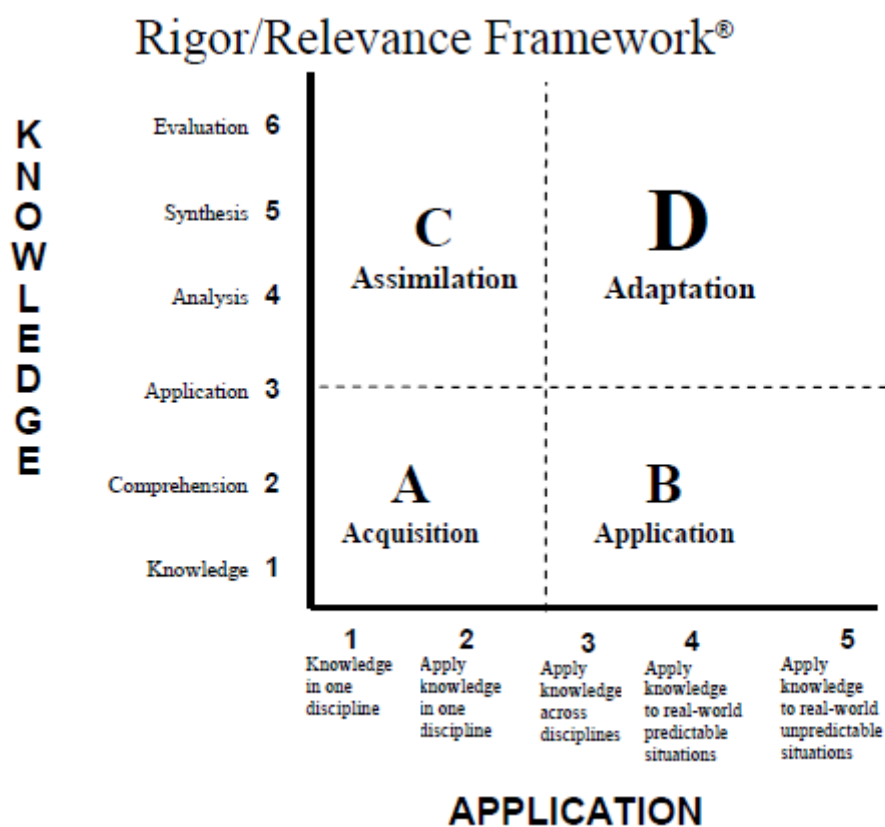 Rigor/Relevance Framework®
KNOWLEDGE
Evaluation 6
Synthesis 5
Analysis 4
Application 3
Comprehension 2
Knowledge 1
C
Assimilation
D
Adaptation
A
Acquisition
B
Application
1
Knowledge
in one
discipline
2
Apply
knowledge
in one
discipline
3
Apply
knowledge
across
disciplines
4
Apply
knowledge
to real-world
predictable
situations
5
Apply
knowledge
to real-world
unpredictable
situations
APPLICATION